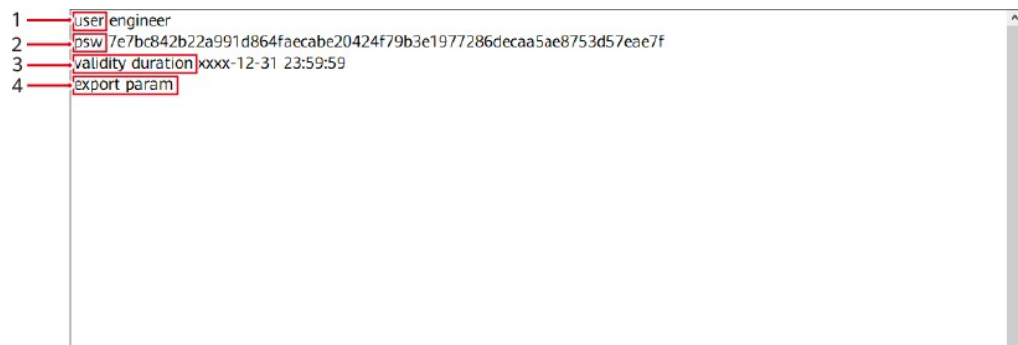 1 user engineer
2 psw 7e7bc842b22a991d864faecabe20424f79b3e1977286decaa5ae8753d57eae7f
3 validity duration xxxx-12-31 23:59:59
4 export param